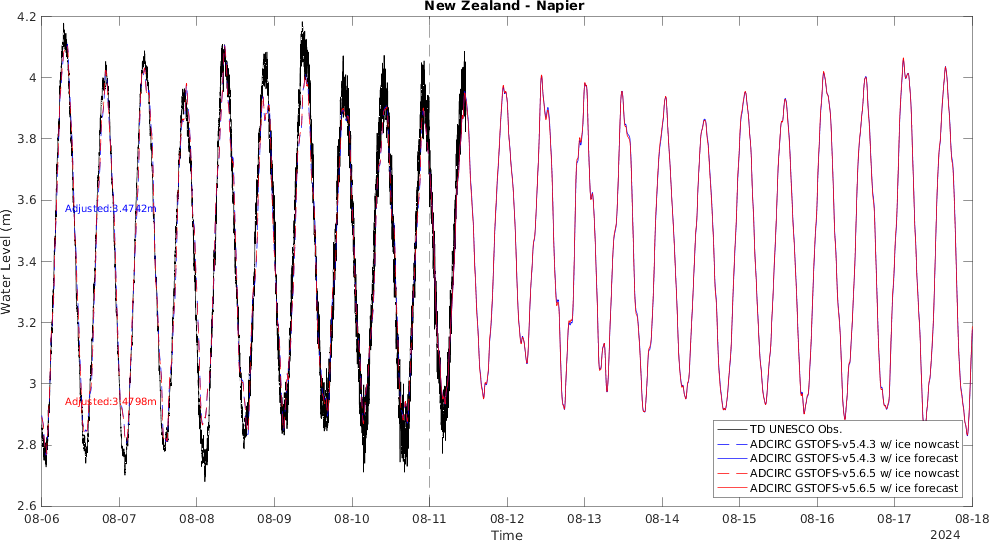 New Zealand - Napier
Water Level (m)
4.2
4
3.8
3.6
3.4
3.2
3
2.8
2.6
Adjusted:3.4742m
Adjusted:3.4798m
TD UNESCO Obs.
ADCIRC GSTOFS-v5.4.3 w/ ice nowcast
ADCIRC GSTOFS-v5.4.3 w/ ice forecast
ADCIRC GSTOFS-v5.6.5 w/ ice nowcast
ADCIRC GSTOFS-v5.6.5 w/ ice forecast
08-06 08-07 08-08 08-09 08-10 08-11 08-12 08-13 08-14 08-15 08-16 08-17 08-18
Time
2024